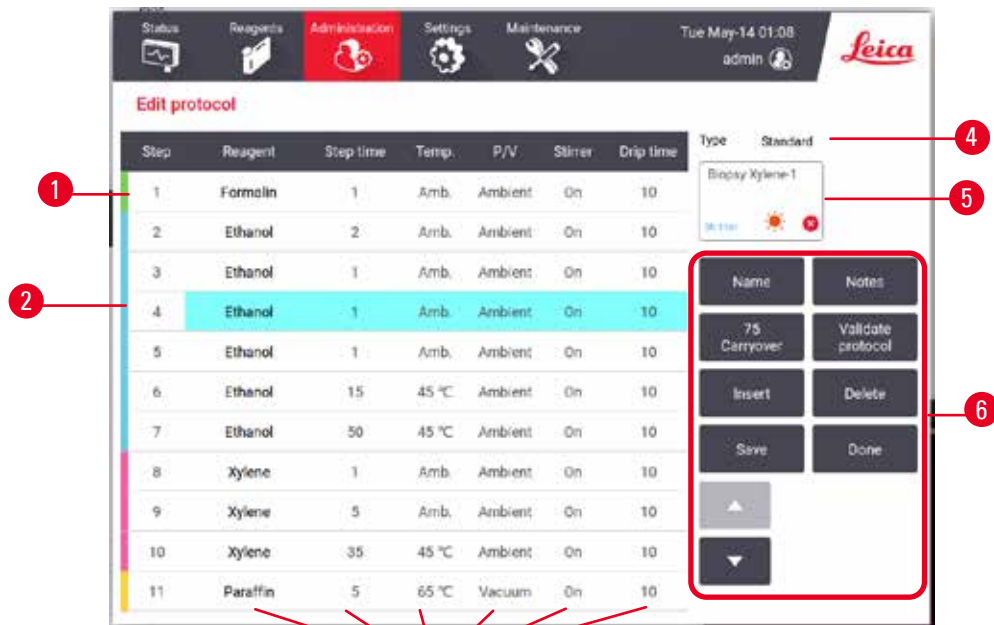 Status Reagents Administration Settings Maintenance Tue May-14 01:08
admin
Leica
Edit protocol
Type Standard
4
Step Reagent Step time Temp. P/V Stirrer Drip time
Biopsy Xylene-1
5
1
1 Formalin 1 Amb. Ambient On 10
2 Ethanol 2 Amb. Ambient On 10
3 Ethanol 1 Amb. Ambient On 10
Name Notes
2
4 Ethanol 1 Amb. Ambient On 10
75 Carryover
Validate protocol
5 Ethanol 1 Amb. Ambient On 10
6 Ethanol 15 45 °C Ambient On 10
Insert Delete
6
7 Ethanol 50 45 °C Ambient On 10
Save Done
8 Xylene 1 Amb. Ambient On 10
9 Xylene 5 Amb. Ambient On 10
10 Xylene 35 45 °C Ambient On 10
11 Paraffin 5 65 °C Vacuum On 10